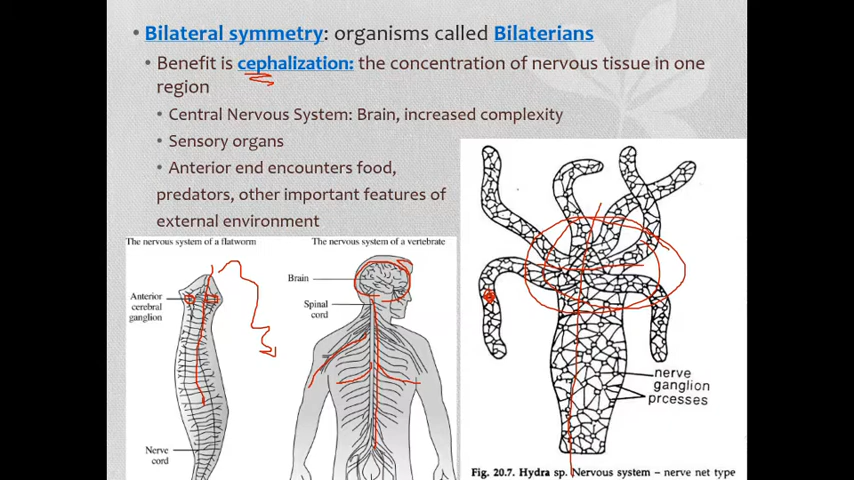 • Bilateral symmetry: organisms called Bilaterians
• Benefit is cephalization: the concentration of nervous tissue in one
region
• Central Nervous System: Brain, increased complexity
• Sensory organs
• Anterior end encounters food,
predators, other important features of
external environment
The nervous system of a flatworm
Anterior
cerebral
ganglion
Nerve
cord
The nervous system of a vertebrate
Brain
Spinal
cord
nerve
ganglion
prcesses
Fig. 20.7. Hydra sp. Nervous system – nerve net type